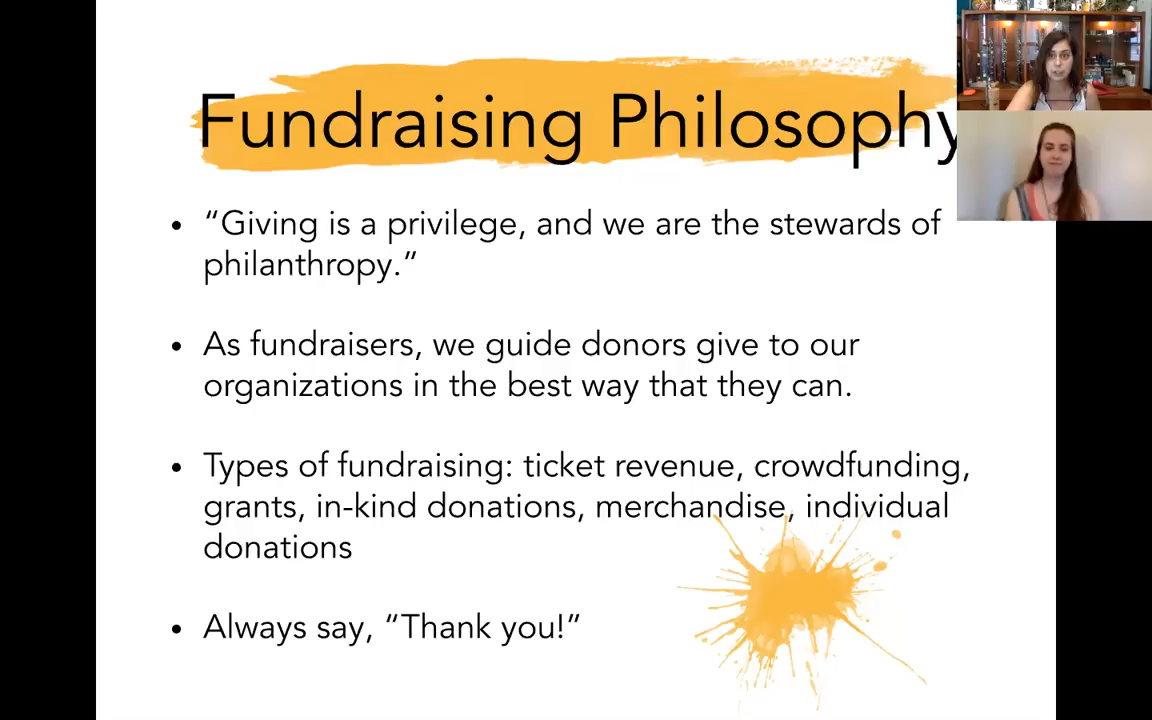 Fundraising Philosophy
• “Giving is a privilege, and we are the stewards of
philanthropy.”
• As fundraisers, we guide donors give to our
organizations in the best way that they can.
• Types of fundraising: ticket revenue, crowdfunding,
grants, in-kind donations, merchandise, individual
donations
• Always say, “Thank you!”